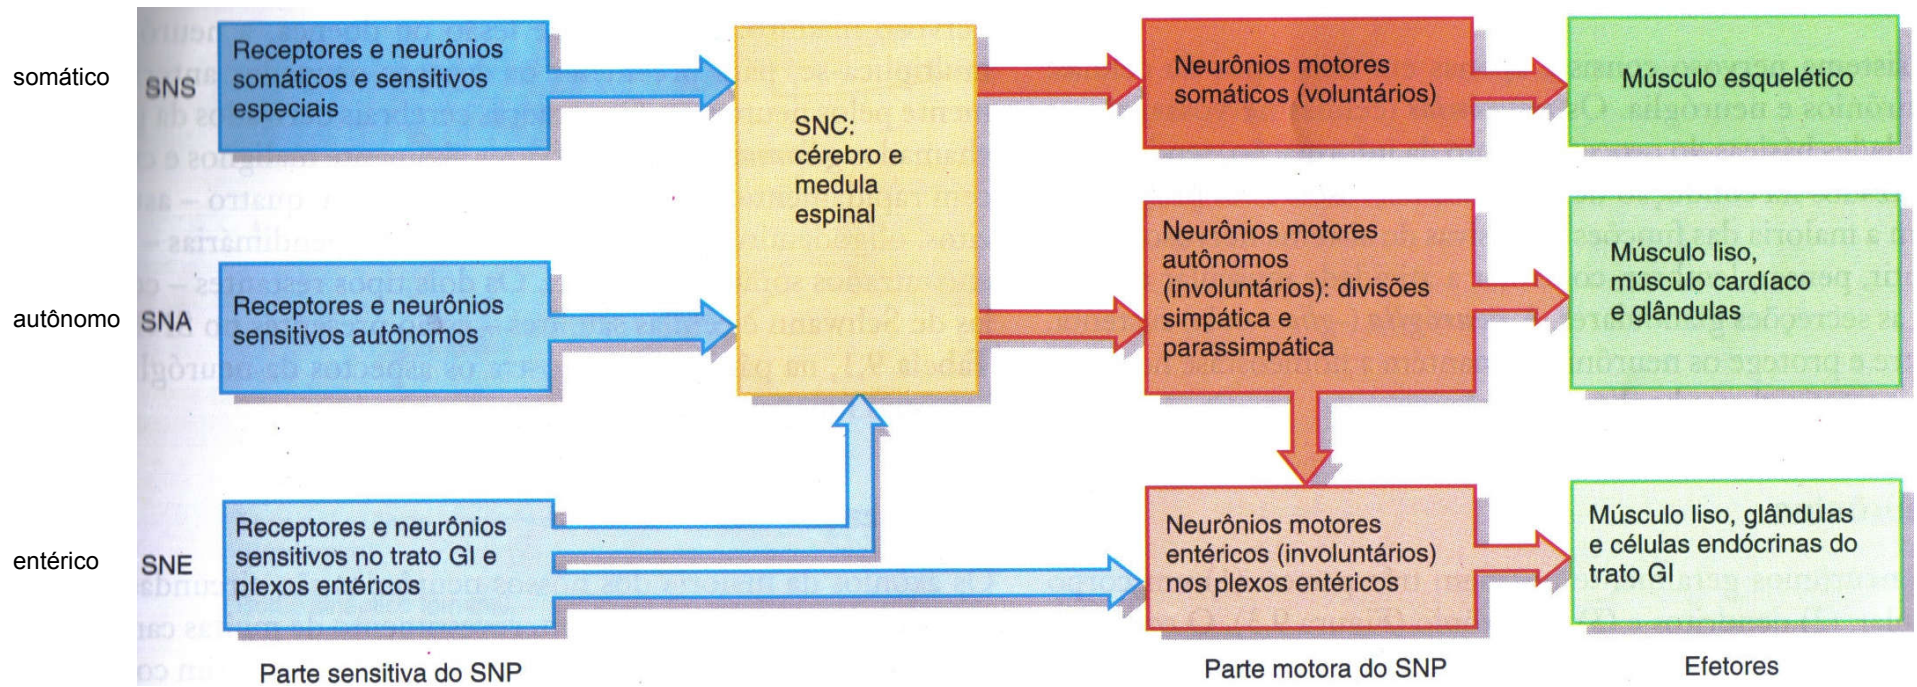 somático
SNS
Receptores e neurônios
somáticos e sensitivos
especiais
SNC:
cérebro e
medula
espinal
Neurônios motores
somáticos (voluntários)
Músculo esquelético
autônomo
SNA
Receptores e neurônios
sensitivos autônomos
Neurônios motores
autônomos
(involuntários): divisões
simpática e
parassimpática
Músculo liso,
músculo cardíaco
e glândulas
entérico
SNE
Receptores e neurônios
sensitivos no trato GI e
plexos entéricos
Neurônios motores
entéricos (involuntários)
nos plexos entéricos
Músculo liso, glândulas
e células endócrinas do
trato GI
Parte sensitiva do SNP
Parte motora do SNP
Efetores